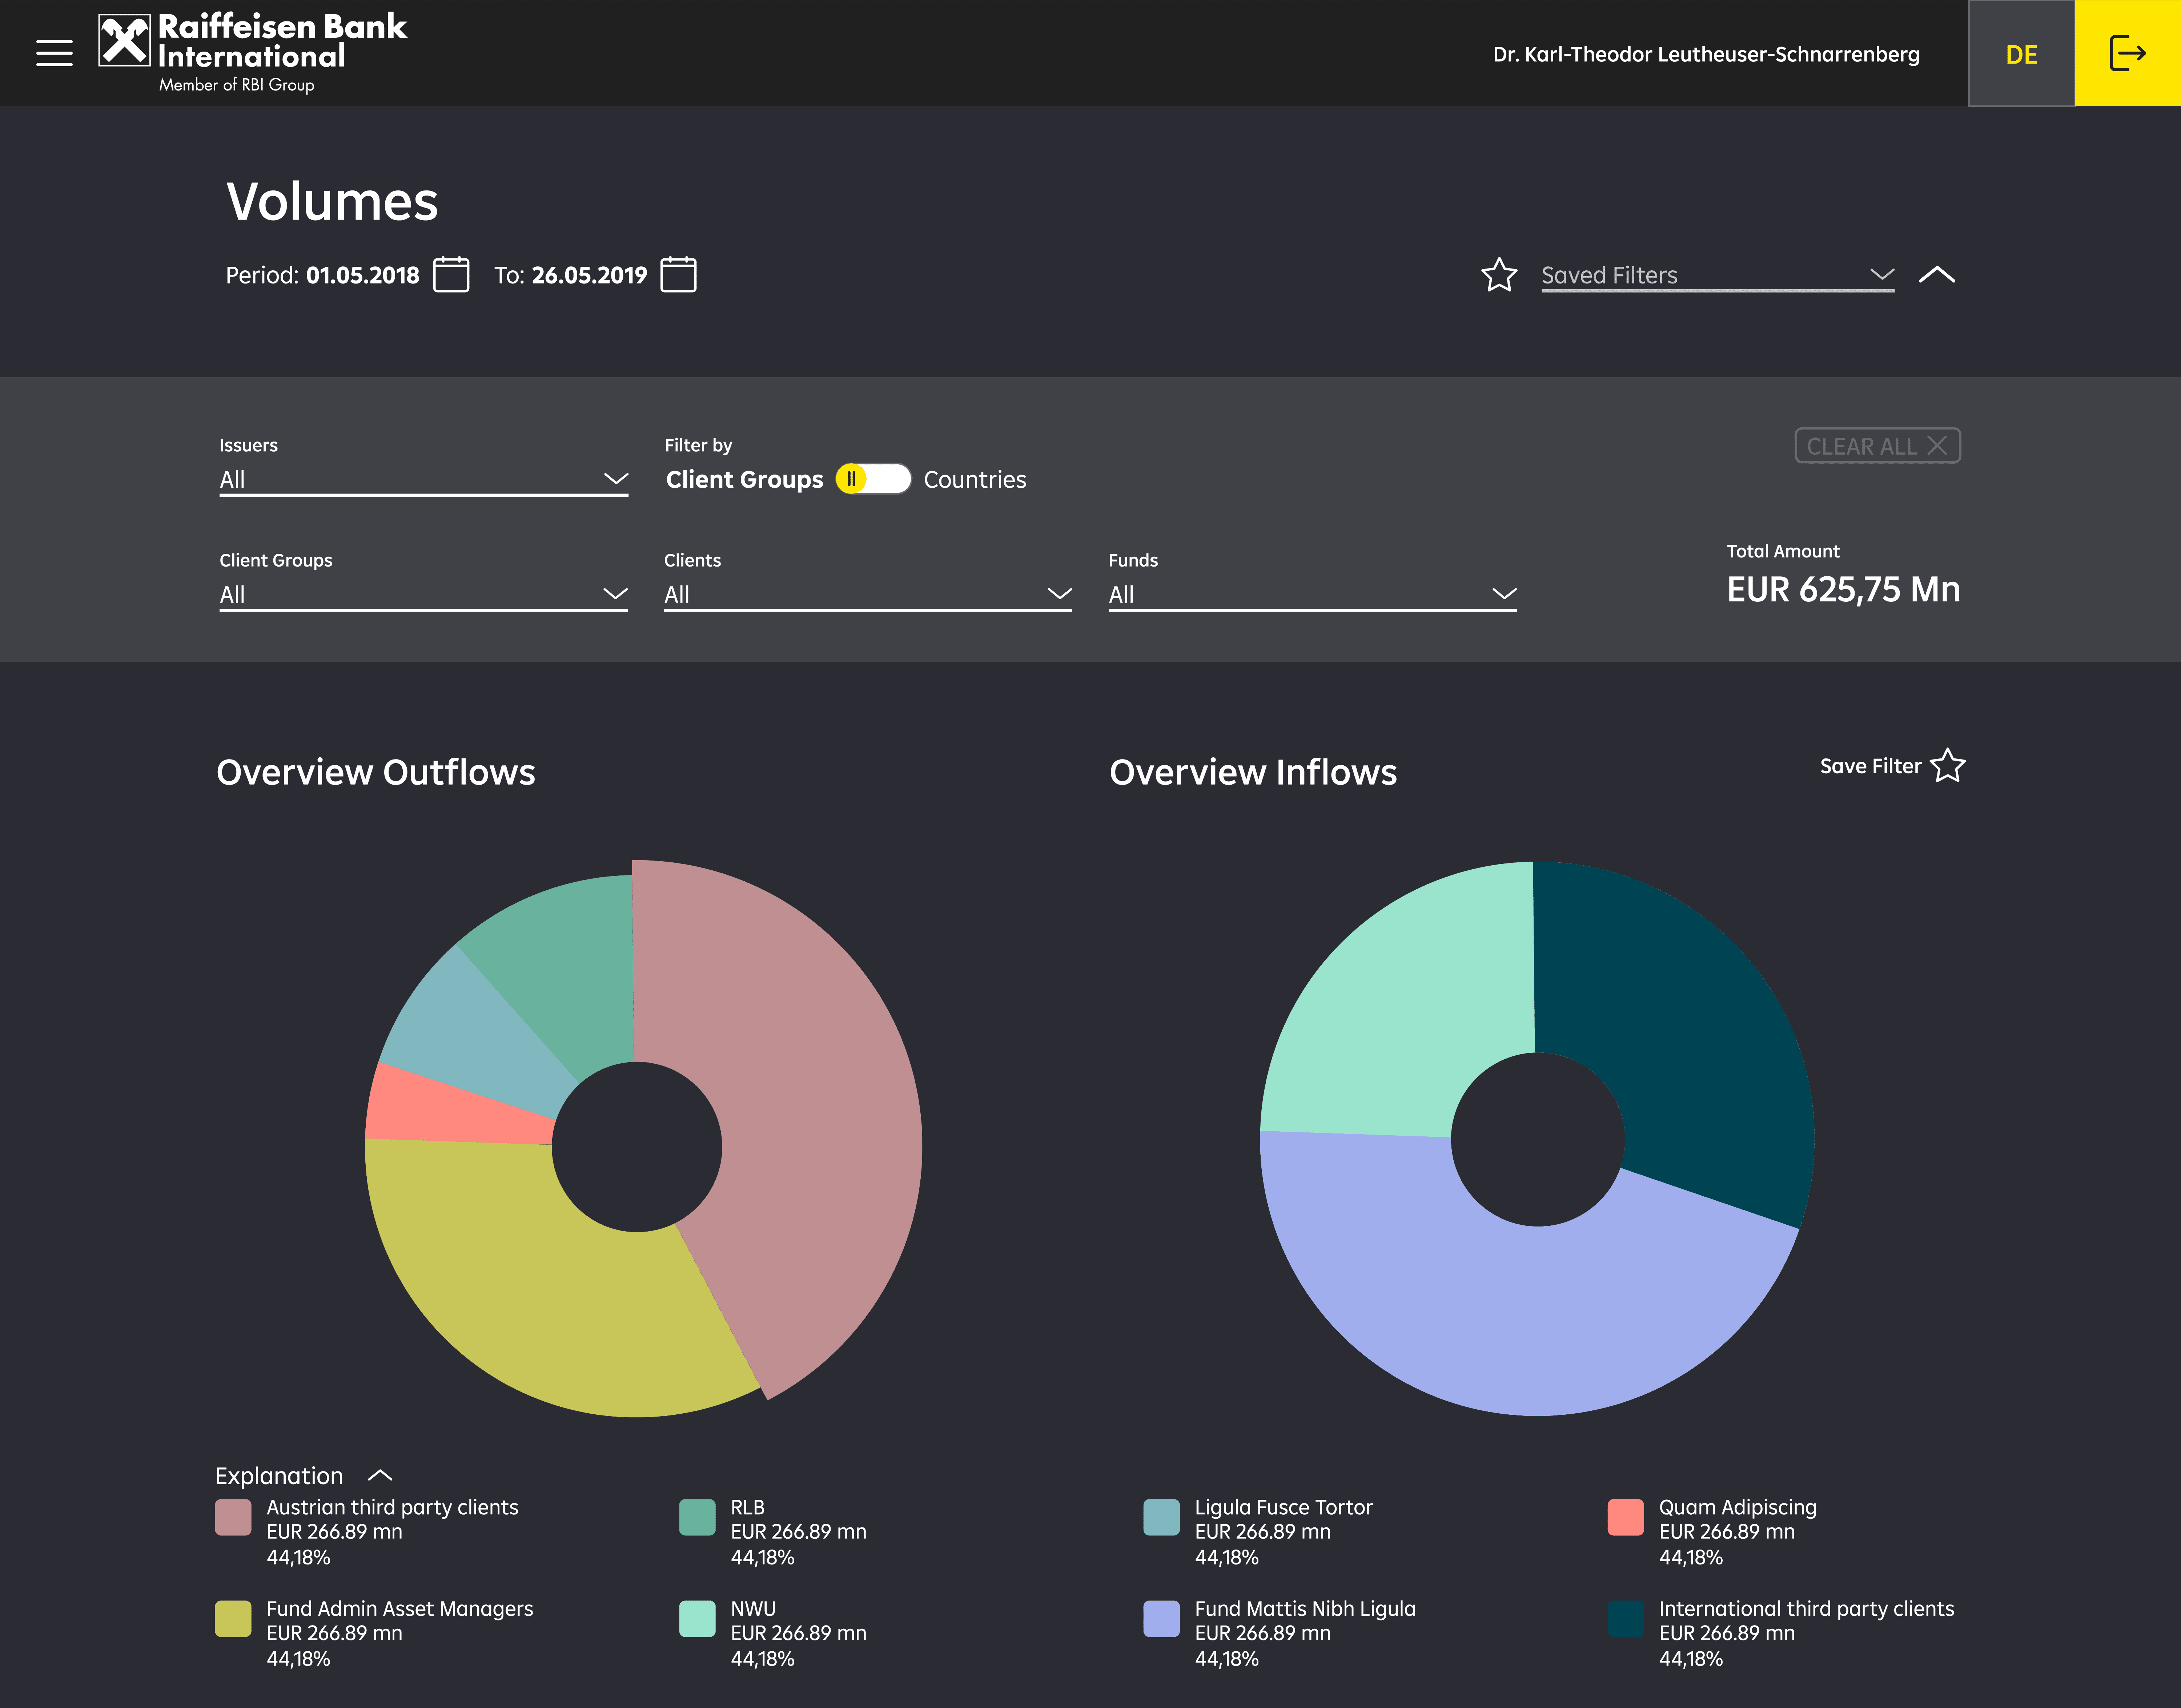 Raiffeisen Bank
International
Member of RBI Group
Dr. Karl-Theodor Leutheuser-Schnarrenberg
DE
Volumes
Period: 01.05.2018
To: 26.05.2019
Saved Filters
Issuers
All
Filter by
Client Groups
Countries
CLEAR ALL
Client Groups
All
Clients
All
Funds
All
Total Amount
EUR 625,75 Mn
Overview Outflows
Overview Inflows
Save Filter
Explanation
Austrian third party clients
EUR 266.89 mn
44,18%
RLB
EUR 266.89 mn
44,18%
Ligula Fusce Tortor
EUR 266.89 mn
44,18%
Quam Adipiscing
EUR 266.89 mn
44,18%
Fund Admin Asset Managers
EUR 266.89 mn
44,18%
NWU
EUR 266.89 mn
44,18%
Fund Mattis Nibh Ligula
EUR 266.89 mn
44,18%
International third party clients
EUR 266.89 mn
44,18%